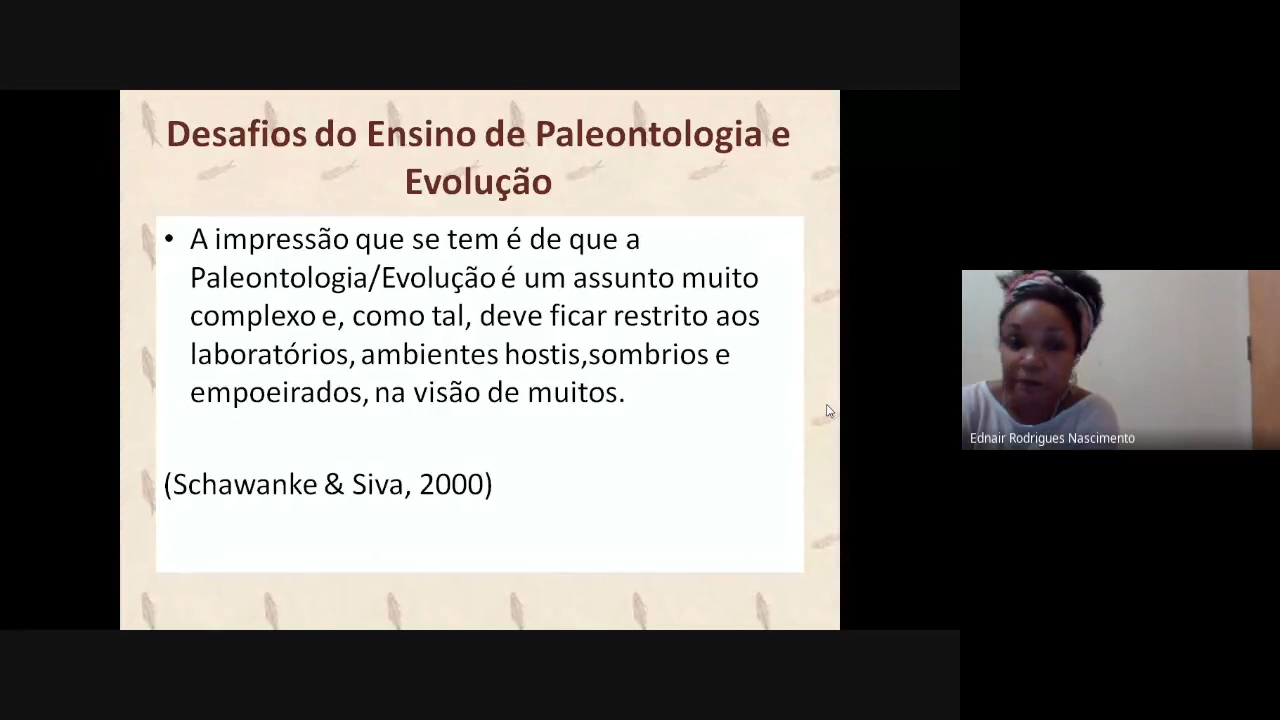 Desafios do Ensino de Paleontologia e
Evolução
• A impressão que se tem é de que a
Paleontologia/Evolução é um assunto muito
complexo e, como tal, deve ficar restrito aos
laboratórios, ambientes hostis,sombrios e
empoeirados, na visão de muitos.
(Schawanke & Siva, 2000)
Ednair Rodrigues Nascimento